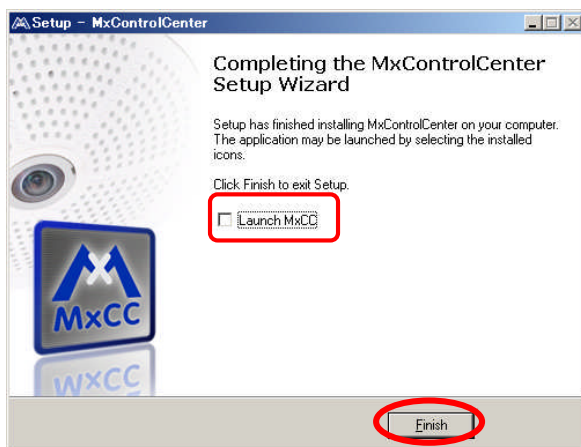 Setup - MxControlCenter
Completing the MxControlCenter
Setup Wizard
Setup has finished installing MxControlCenter on your computer.
The application may be launched by selecting the installed
icons.
Click Finish to exit Setup.
Launch MxCC
MxCC
MxCC
Finish